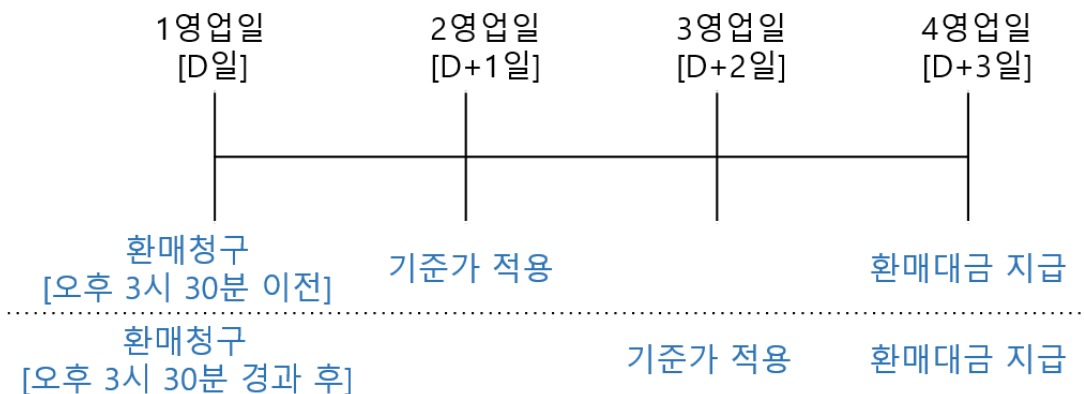 1영업일 2영업일 3영업일 4영업일
[D일] [D+1일] [D+2일] [D+3일]
환매청구
[오후 3시 30분 이전]
기준가 적용
환매대금 지급
환매청구
[오후 3시 30분 경과 후]
기준가 적용
환매대금 지급